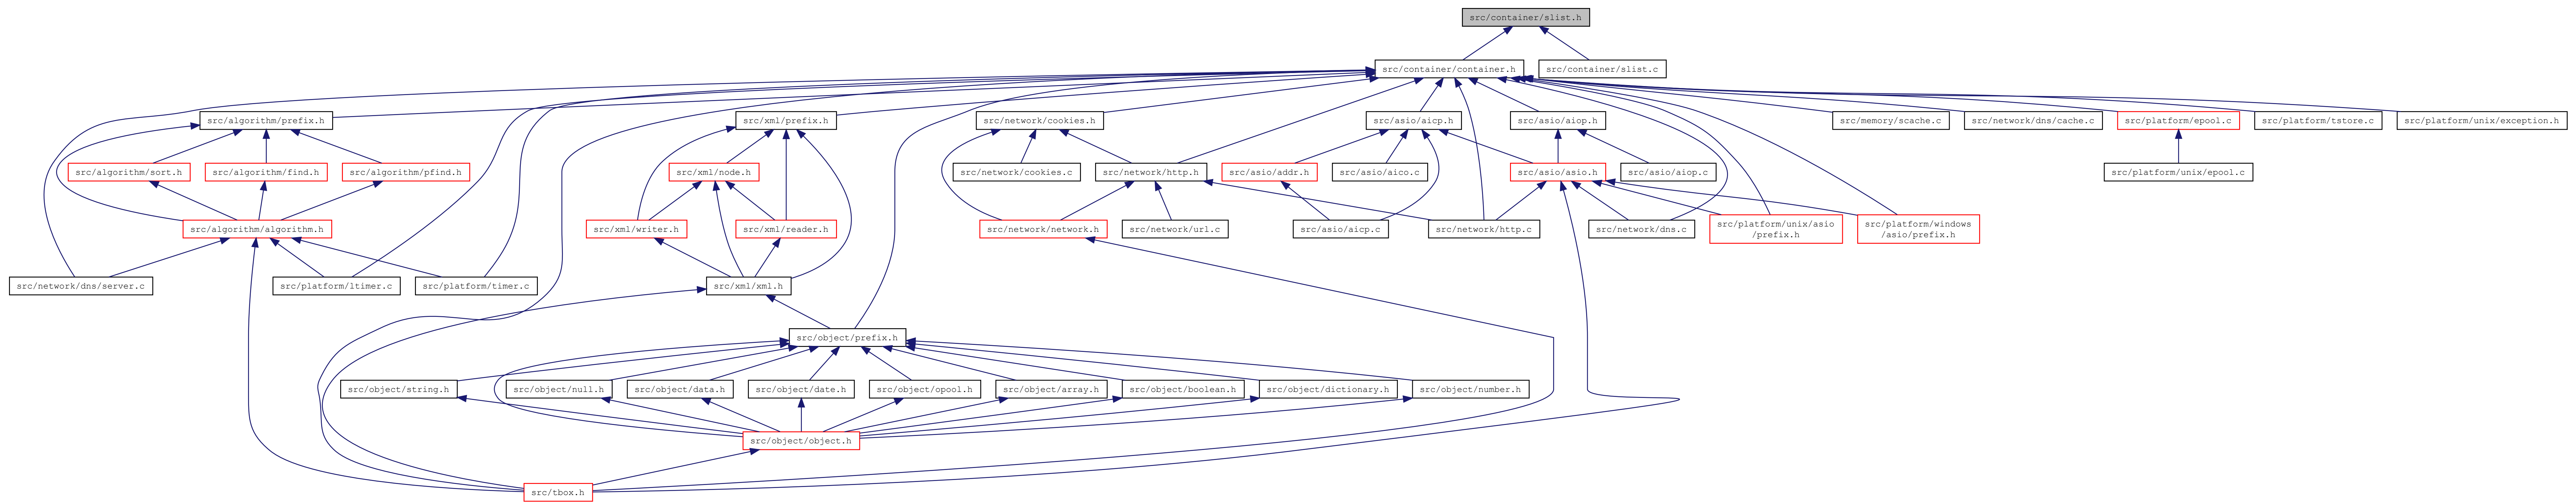 src/container/slist.h
src/container/container.h
src/container/slist.c
src/algorithm/prefix.h
src/xml/prefix.h
src/network/cookies.h
src/asio/aicp.h
src/asio/aiop.h
src/memory/scache.c
src/network/dns/cache.c
src/platform/epool.c
src/platform/tstore.c
src/platform/unix/exception.h
src/algorithm/sort.h
src/algorithm/find.h
src/algorithm/pfind.h
src/xml/node.h
src/network/cookies.c
src/network/http.h
src/asio/addr.h
src/asio/aico.c
src/asio/asio.h
src/asio/aiop.c
src/platform/unix/epool.c
src/algorithm/algorithm.h
src/xml/writer.h
src/xml/reader.h
src/network/network.h
src/network/url.c
src/asio/aicp.c
src/network/http.c
src/network/dns.c
src/platform/unix/asio
/prefix.h
src/platform/windows
/asio/prefix.h
src/network/dns/server.c
src/platform/ltimer.c
src/platform/timer.c
src/xml/xml.h
src/object/prefix.h
src/object/string.h
src/object/null.h
src/object/data.h
src/object/date.h
src/object/opool.h
src/object/array.h
src/object/boolean.h
src/object/dictionary.h
src/object/number.h
src/object/object.h
src/tbox.h